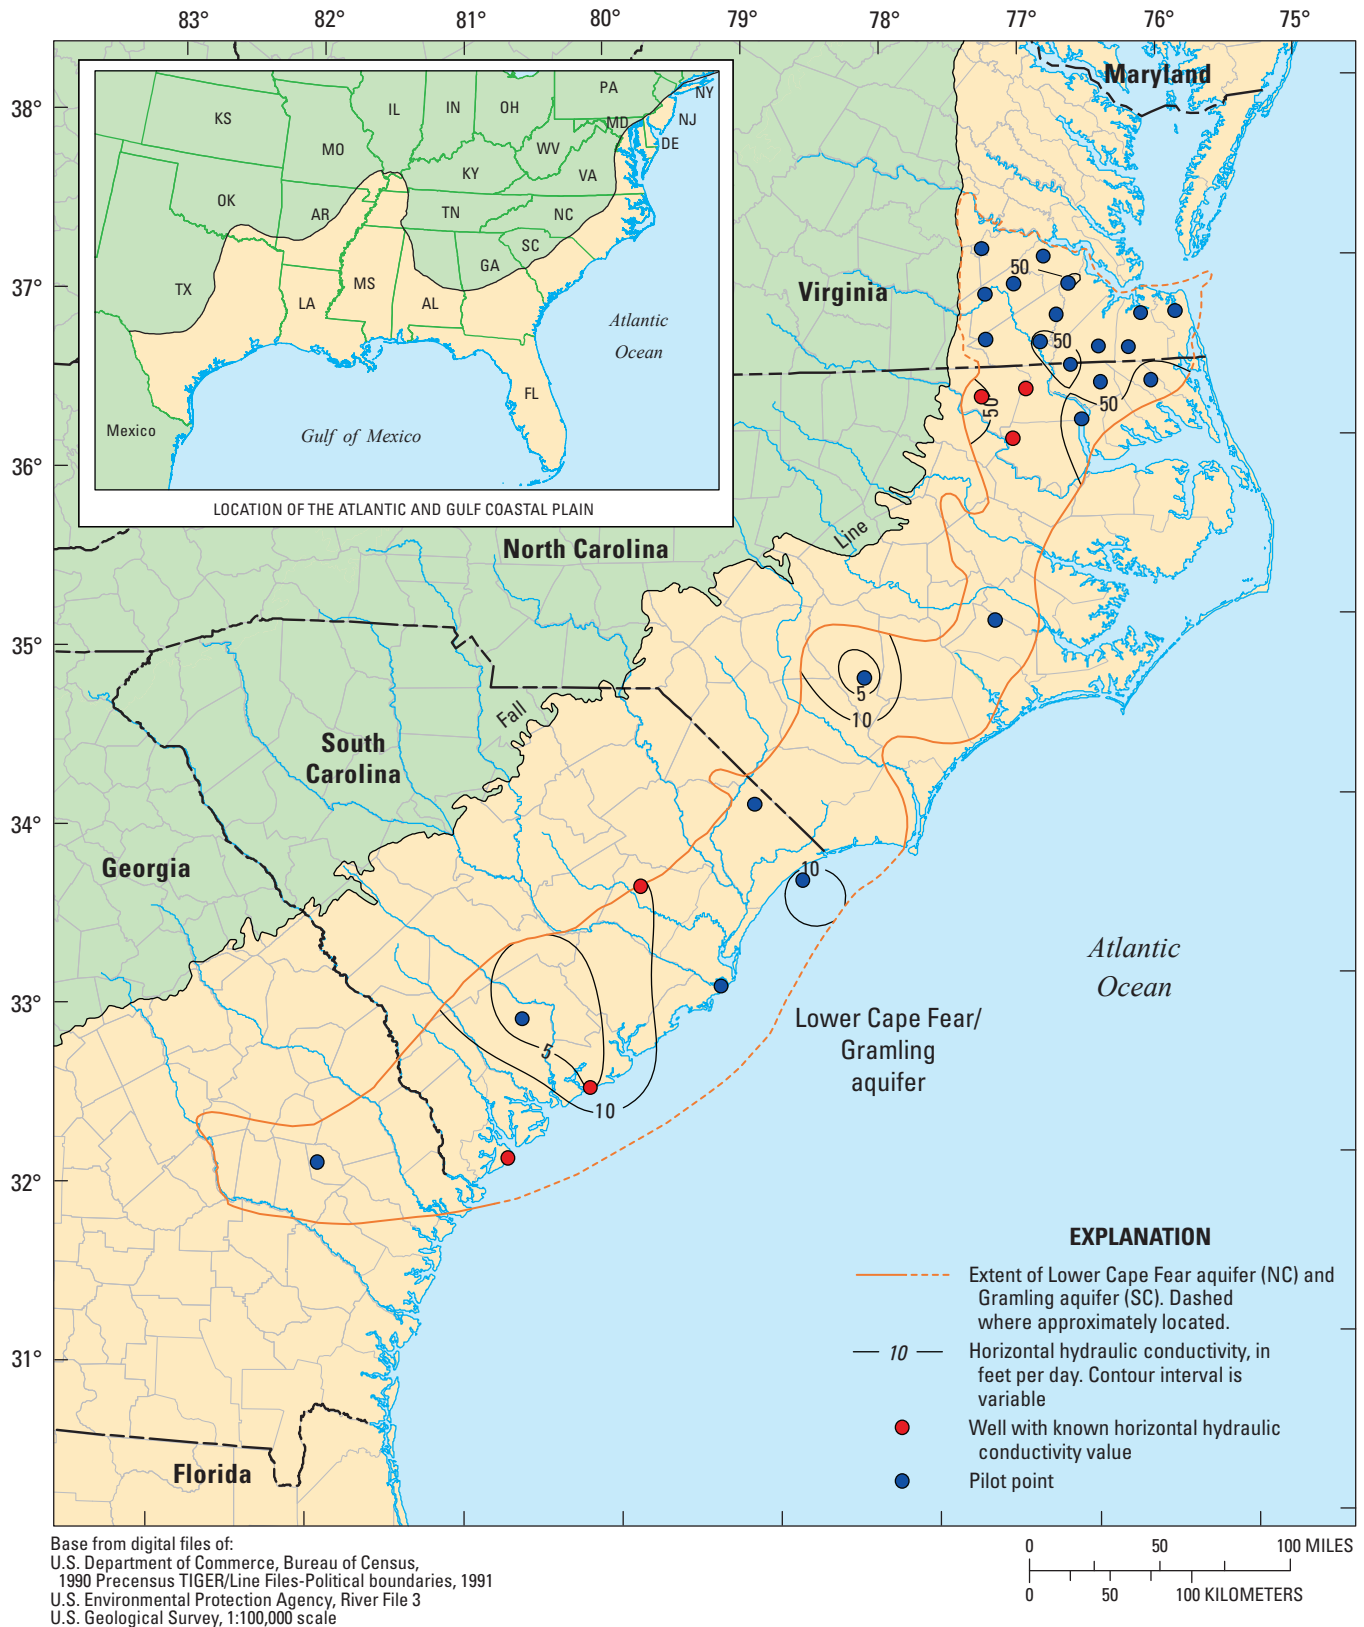 83° 82° 81° 80° 79° 78° 77° 76° 75°
38°
37°
36°
35°
34°
33°
32°
31°
KS
MO
IL
IN
OH
PA
NY
NJ
MD
DE
WV
VA
KY
OK
AR
TN
NC
SC
GA
TX
LA
MS
AL
FL
Mexico
Gulf of Mexico
Atlantic
Ocean
LOCATION OF THE ATLANTIC AND GULF COASTAL PLAIN
Maryland
Virginia
50
50
50
50
North Carolina
Fall
Line
South
Carolina
5
10
Georgia
10
5
10
Atlantic
Ocean
Lower Cape Fear/
Gramling
aquifer
Florida
EXPLANATION
Extent of Lower Cape Fear aquifer (NC) and
Gramling aquifer (SC). Dashed
where approximately located.
10
Horizontal hydraulic conductivity, in
feet per day. Contour interval is
variable
Well with known horizontal hydraulic
conductivity value
Pilot point
Base from digital files of:
U.S. Department of Commerce, Bureau of Census,
1990 Precensus TIGER/Line Files-Political boundaries, 1991
U.S. Environmental Protection Agency, River File 3
U.S. Geological Survey, 1:100,000 scale
0 50 100 MILES
0 50 100 KILOMETERS